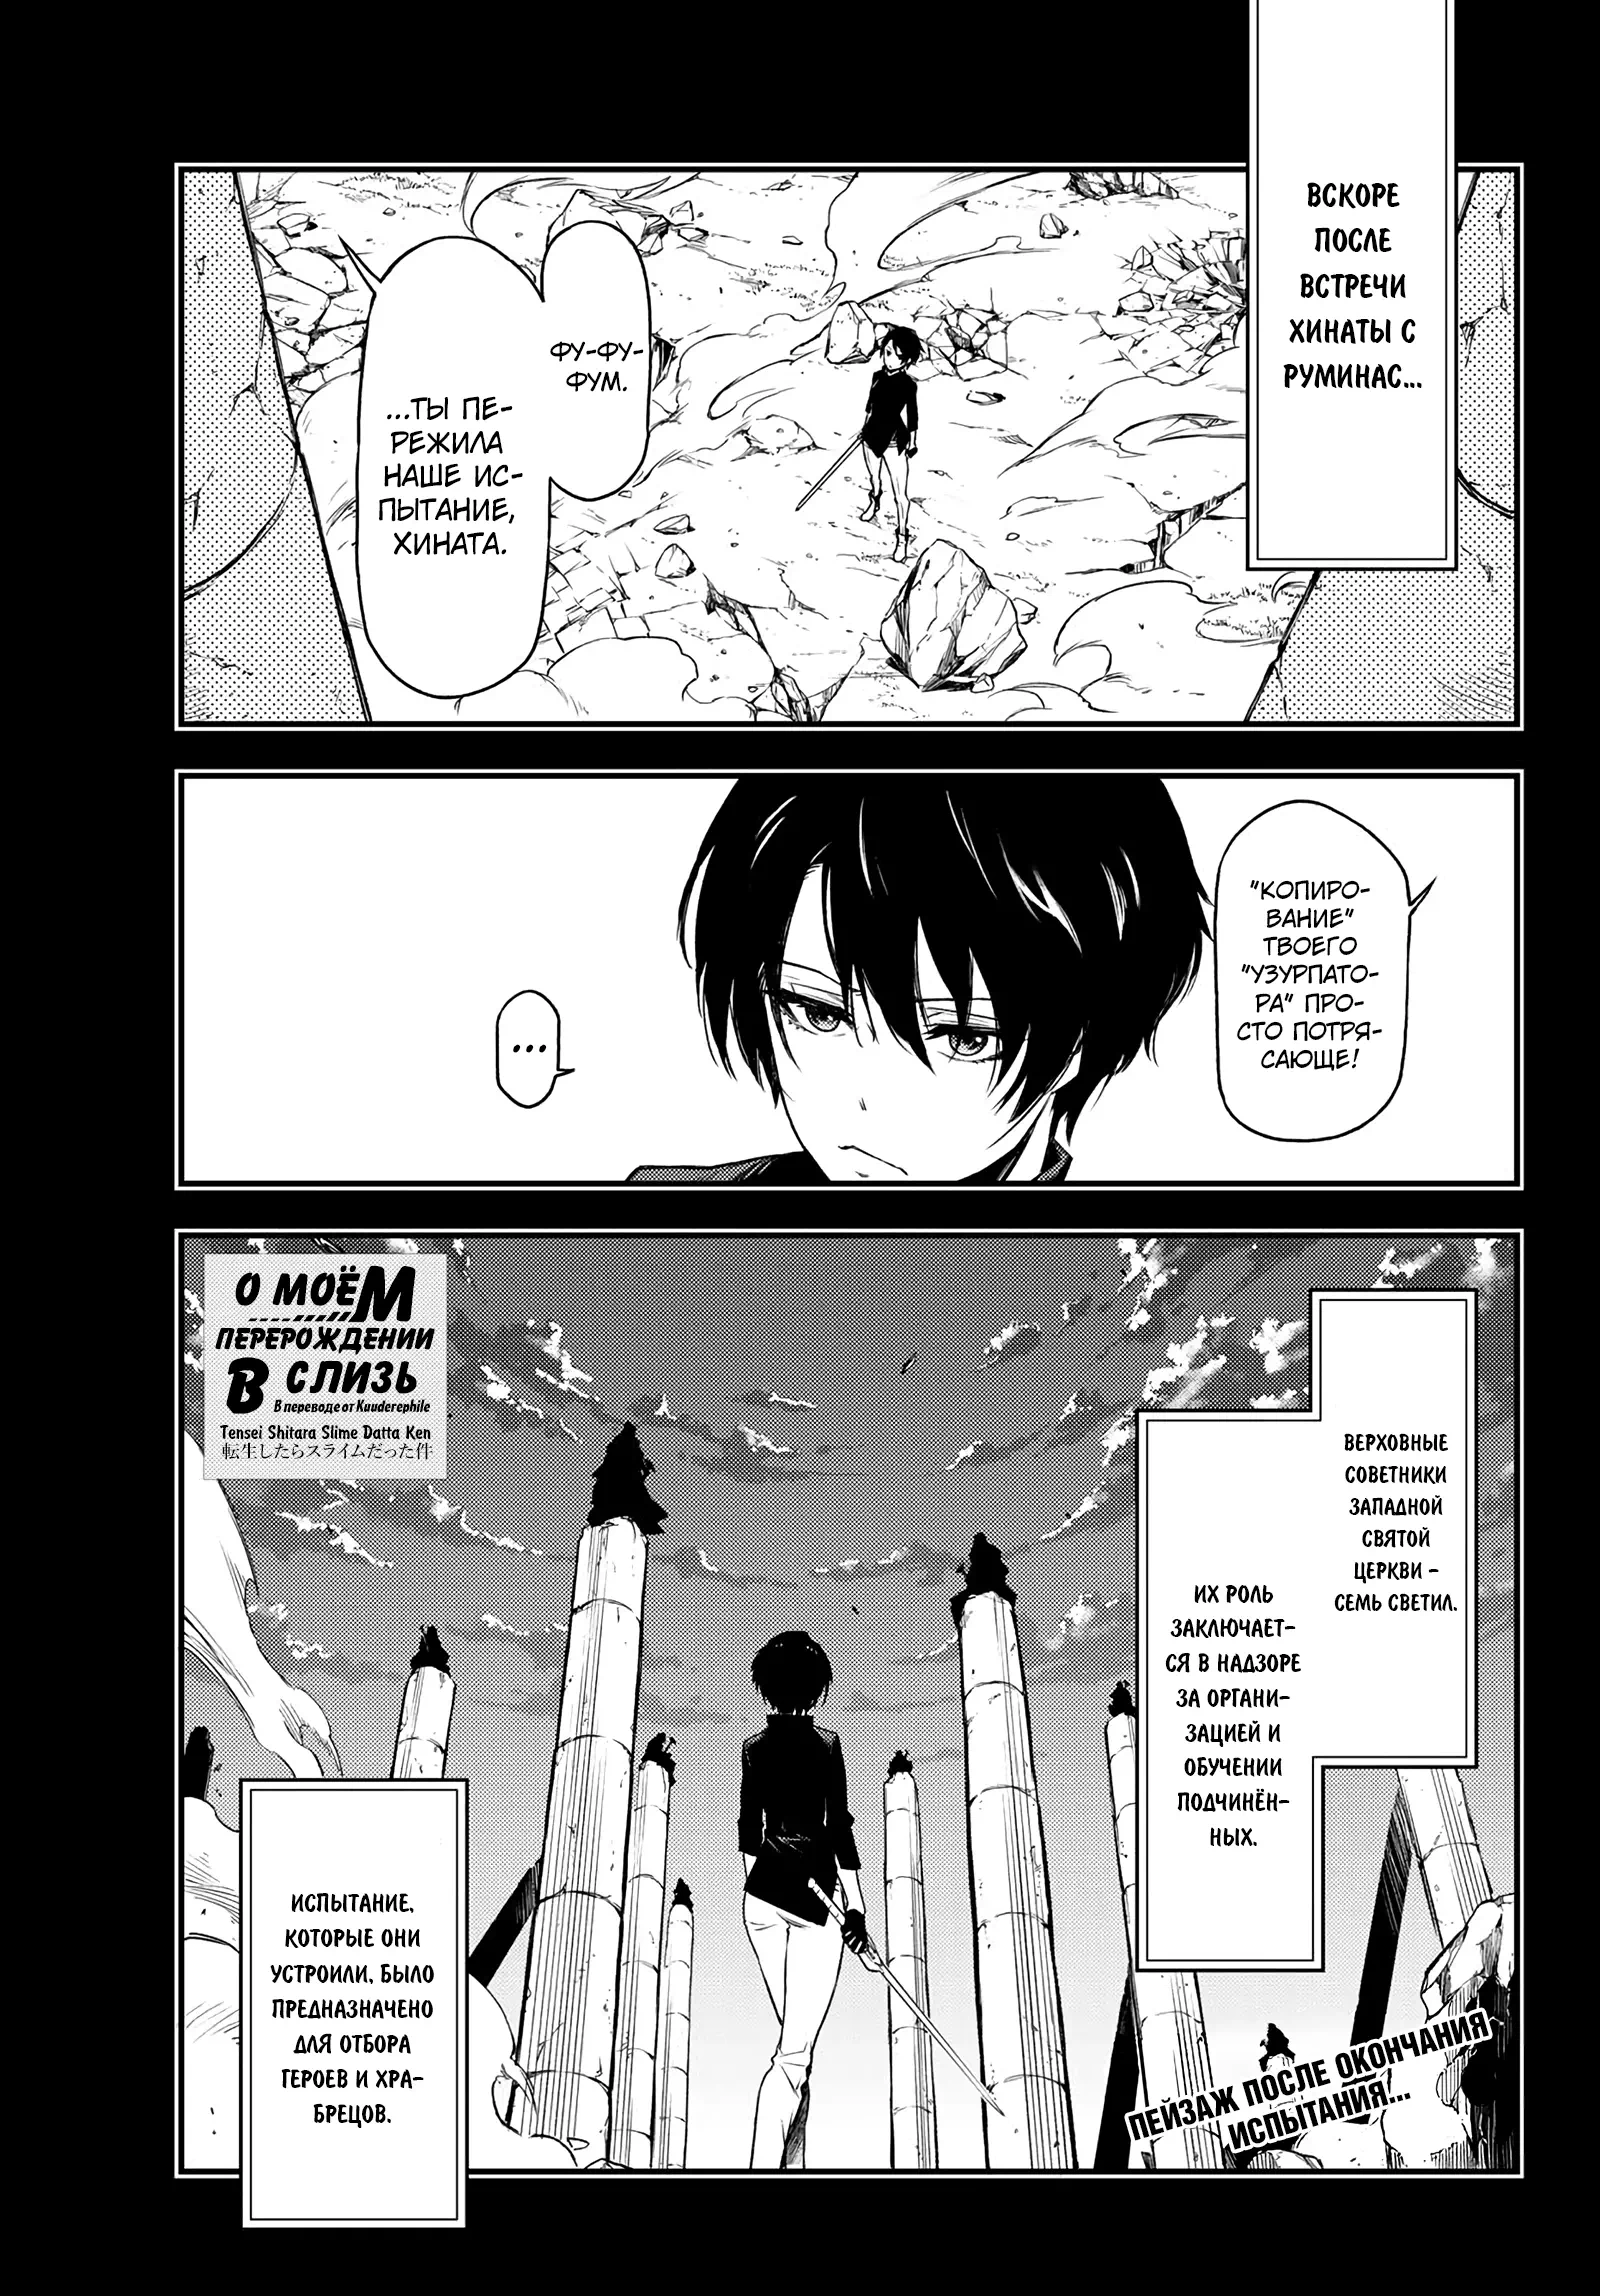 ВСКОРЕ
ПОСЛЕ
ВСТРЕЧИ
ХИНАТЫ С
РУМИНАС...
ФУ-ФУ-
ФУМ.
...ТЫ ПЕ-
РЕЖИЛА
НАШЕ ИС-
ПЫТАНИЕ,
ХИНАТА.
"КОПИРО-
ВАНИЕ"
ТВОЕГО
"УЗУРПАТО-
РА" ПРО-
СТО ПОТРЯ-
САЮЩЕ!
...
О МОЁМ
ПЕРЕРОЖДЕНИИ
В СЛИЗЬ
В переводе от Kuuderephile
Tensei Shitara Slime Datta Ken
転生したらスライムだった件
ВЕРХОВНЫЕ
СОВЕТНИКИ
ЗАПАДНОЙ
СВЯТОЙ
ЦЕРКВИ -
СЕМЬ СВЕТИЛ.
ИХ РОЛЬ
ЗАКЛЮЧАЕТ-
СЯ В НАДЗОРЕ
ЗА ОРГАНИ-
ЗАЦИЕЙ И
ОБУЧЕНИИ
ПОДЧИНЁН-
НЫХ.
ИСПЫТАНИЕ,
КОТОРЫЕ ОНИ
УСТРОИЛИ, БЫЛО
ПРЕДНАЗНАЧЕНО
ДЛЯ ОТБОРА
ГЕРОЕВ И ХРА-
БРЕЦОВ.
ПЕЙЗАЖ ПОСЛЕ ОКОНЧАНИЯ
ИСПЫТАНИЯ...